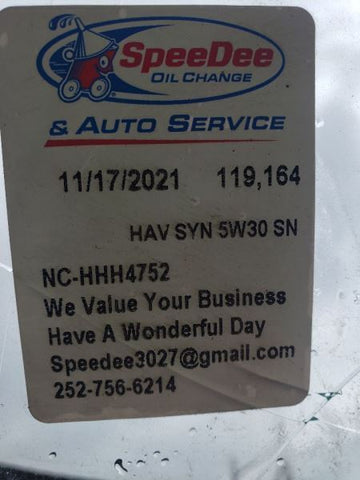 SpeeDee
OIL CHANGE
& AUTO SERVICE
11/17/2021 119,164
HAV SYN 5W30 SN
NC-HHH4752
We Value Your Business
Have A Wonderful Day
Speedee3027@gmail.com
252-756-6214